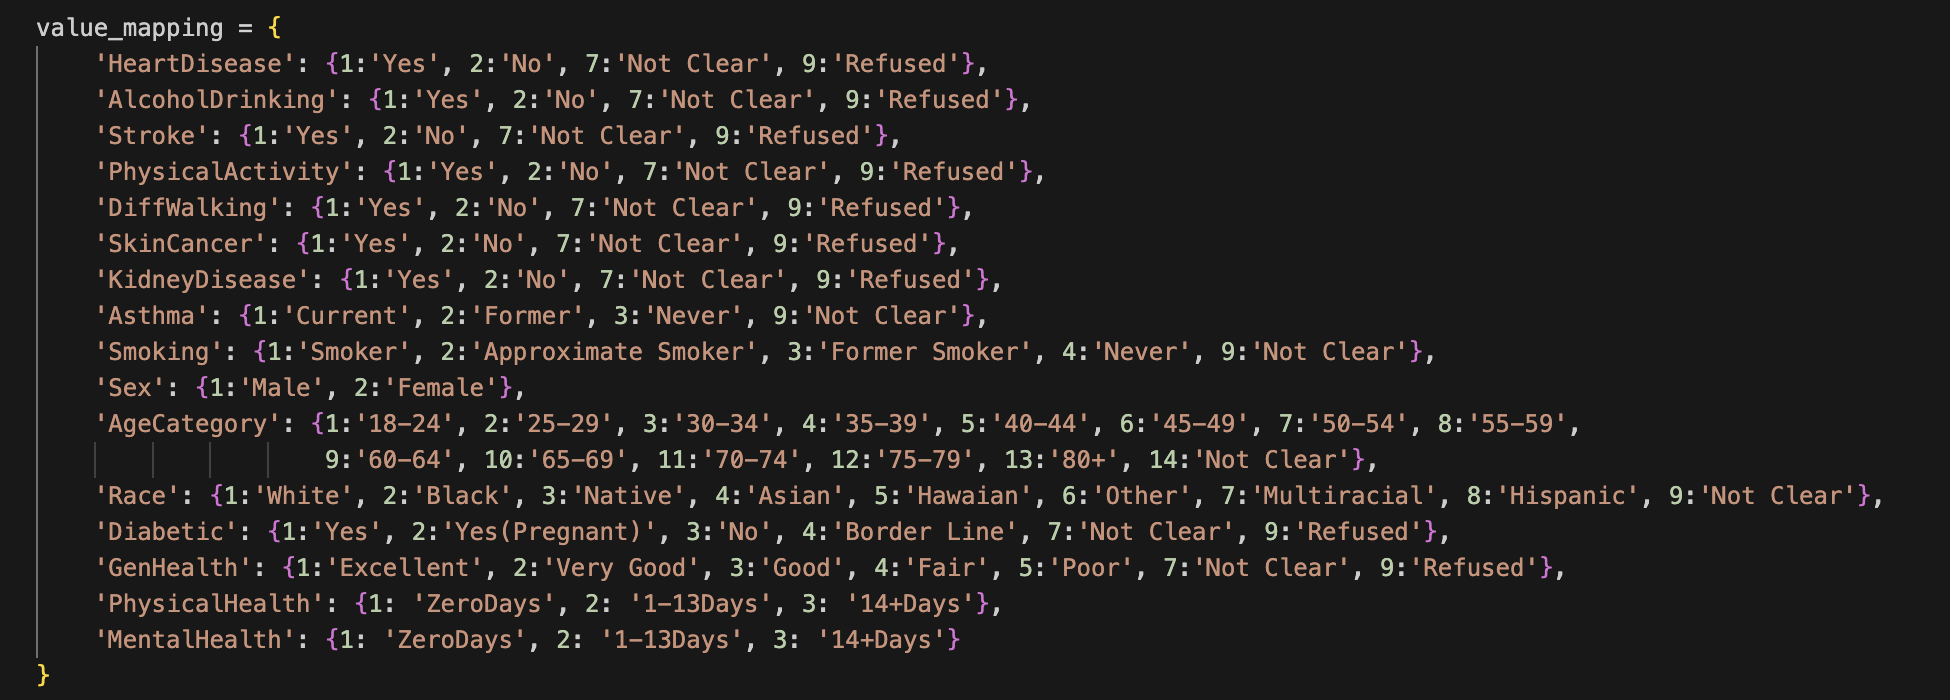 value_mapping = {
    'HeartDisease': {1:'Yes', 2:'No', 7:'Not Clear', 9:'Refused'},
    'AlcoholDrinking': {1:'Yes', 2:'No', 7:'Not Clear', 9:'Refused'},
    'Stroke': {1:'Yes', 2:'No', 7:'Not Clear', 9:'Refused'},
    'PhysicalActivity': {1:'Yes', 2:'No', 7:'Not Clear', 9:'Refused'},
    'DiffWalking': {1:'Yes', 2:'No', 7:'Not Clear', 9:'Refused'},
    'SkinCancer': {1:'Yes', 2:'No', 7:'Not Clear', 9:'Refused'},
    'KidneyDisease': {1:'Yes', 2:'No', 7:'Not Clear', 9:'Refused'},
    'Asthma': {1:'Current', 2:'Former', 3:'Never', 9:'Not Clear'},
    'Smoking': {1:'Smoker', 2:'Approximate Smoker', 3:'Former Smoker', 4:'Never', 9:'Not Clear'},
    'Sex': {1:'Male', 2:'Female'},
    'AgeCategory': {1:'18-24', 2:'25-29', 3:'30-34', 4:'35-39', 5:'40-44', 6:'45-49', 7:'50-54', 8:'55-59',
                    9:'60-64', 10:'65-69', 11:'70-74', 12:'75-79', 13:'80+', 14:'Not Clear'},
    'Race': {1:'White', 2:'Black', 3:'Native', 4:'Asian', 5:'Hawaian', 6:'Other', 7:'Multiracial', 8:'Hispanic', 9:'Not Clear'},
    'Diabetic': {1:'Yes', 2:'Yes(Pregnant)', 3:'No', 4:'Border Line', 7:'Not Clear', 9:'Refused'},
    'GenHealth': {1:'Excellent', 2:'Very Good', 3:'Good', 4:'Fair', 5:'Poor', 7:'Not Clear', 9:'Refused'},
    'PhysicalHealth': {1: 'ZeroDays', 2: '1-13Days', 3: '14+Days'},
    'MentalHealth': {1: 'ZeroDays', 2: '1-13Days', 3: '14+Days'}
}